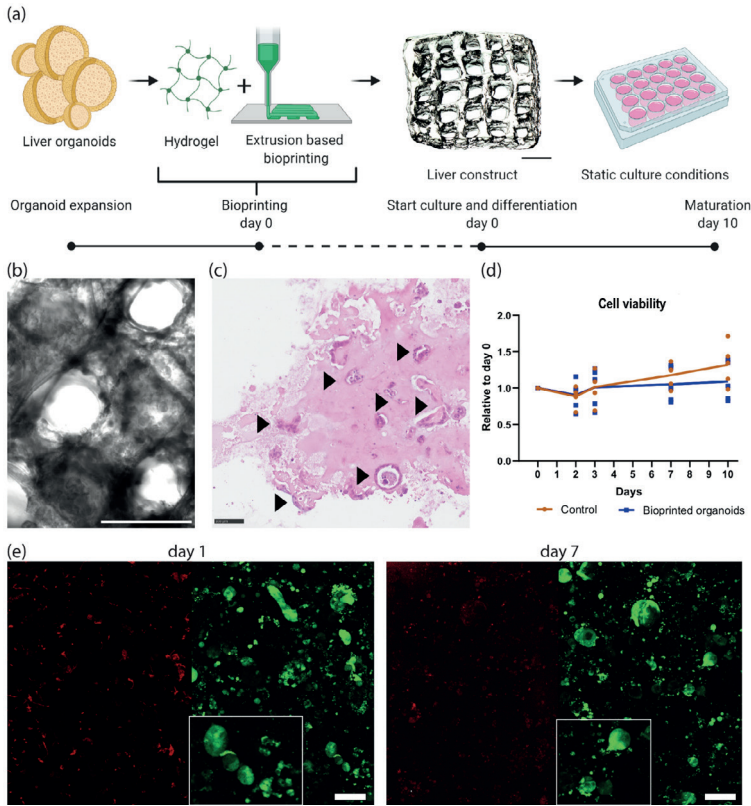 (a)
+
Liver organoids
Hydrogel
Extrusion based
bioprinting
Liver construct
Static culture conditions
Organoid expansion
Bioprinting
day 0
Start culture and differentiation
day 0
Maturation
day 10
(b)
(c)
(d)
Cell viability
Relative to day 0
2.0
1.5
1.0
0.5
0.0
0 1 2 3 4 5 6 7 8 9 10
Days
Control
Bioprinted organoids
(e)
day 1
day 7